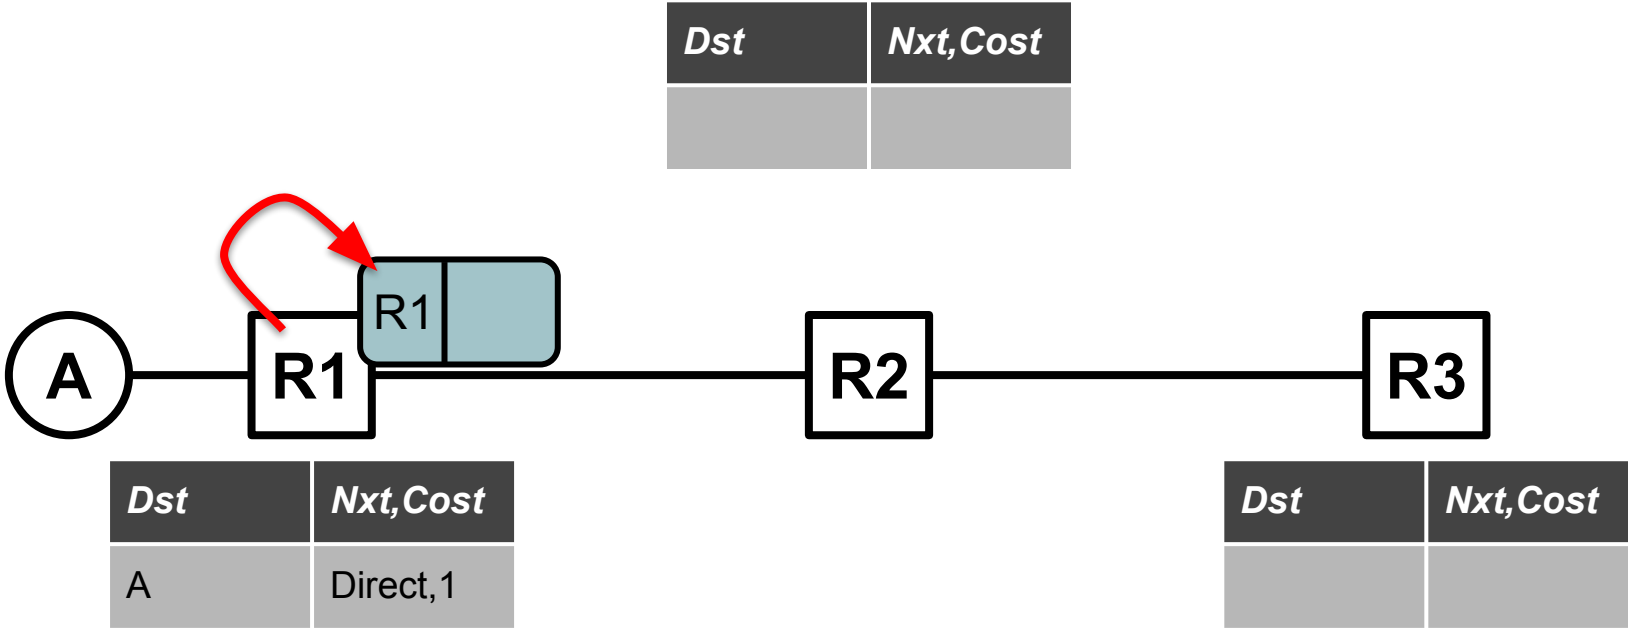 Dst Nxt,Cost
R1
A R1 R2 R3
Dst Nxt,Cost
A Direct,1
Dst Nxt,Cost